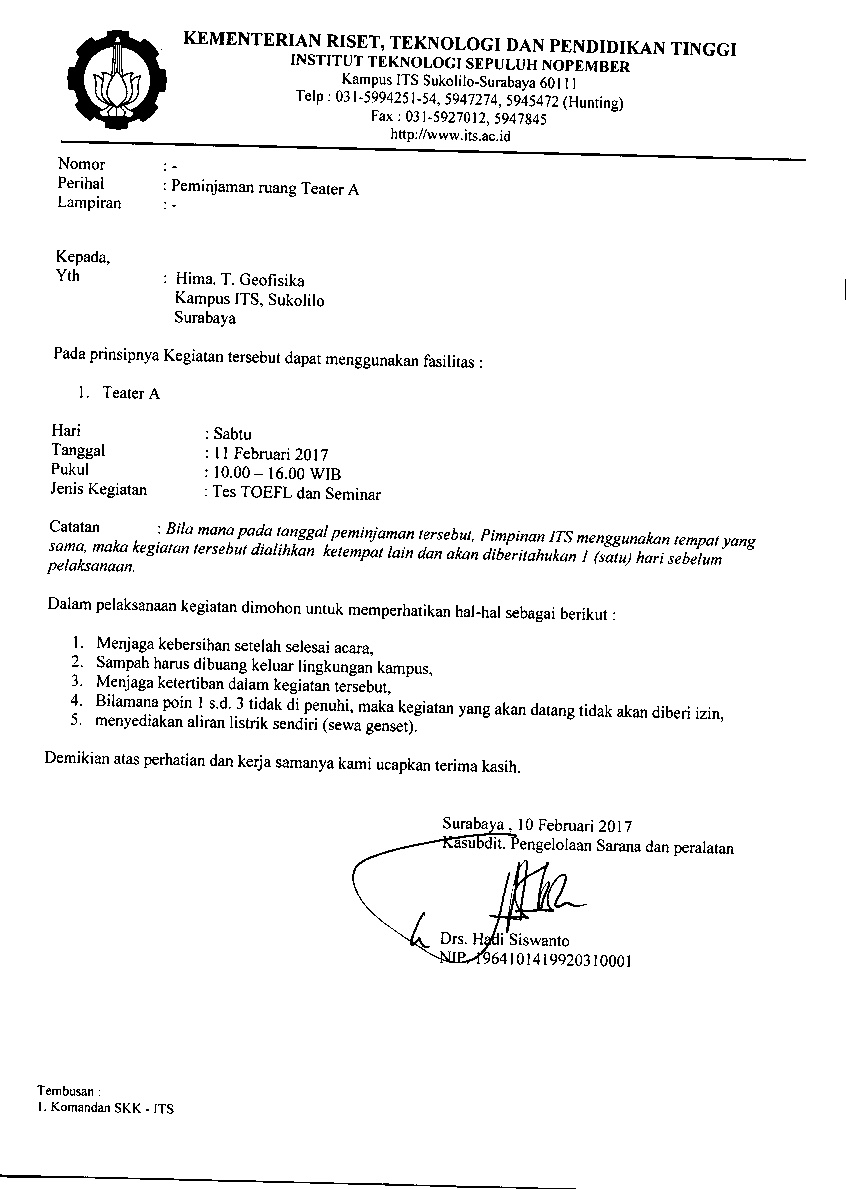 KEMENTERIAN RISET, TEKNOLOGI DAN PENDIDIKAN TINGGI
INSTITUT TEKNOLOGI SEPULUH NOPEMBER
Kampus ITS Sukolilo-Surabaya 60111
Telp : 031-5994251-54, 5947274, 5945472 (Hunting)
Fax : 031-5927012, 5947845
http://www.its.ac.id
Nomor : -
Perihal : Peminjaman ruang Teater A
Lampiran : -
Kepada,
Yth : Hima. T. Geofisika
Kampus ITS, Sukolilo
Surabaya
Pada prinsipnya Kegiatan tersebut dapat menggunakan fasilitas :
1. Teater A
Hari : Sabtu
Tanggal : 11 Februari 2017
Pukul : 10.00 – 16.00 WIB
Jenis Kegiatan : Tes TOEFL dan Seminar
Catatan : Bila mana pada tanggal peminjaman tersebut, Pimpinan ITS menggunakan tempat yang
sama, maka kegiatan tersebut dialihkan ketempat lain dan akan diberitahukan 1 (satu) hari sebelum
pelaksanaan.
Dalam pelaksanaan kegiatan dimohon untuk memperhatikan hal-hal sebagai berikut :
1. Menjaga kebersihan setelah selesai acara,
2. Sampah harus dibuang keluar lingkungan kampus,
3. Menjaga ketertiban dalam kegiatan tersebut,
4. Bilamana poin 1 s.d. 3 tidak di penuhi, maka kegiatan yang akan datang tidak akan diberi izin,
5. menyediakan aliran listrik sendiri (sewa genset).
Demikian atas perhatian dan kerja samanya kami ucapkan terima kasih.
Surabaya , 10 Februari 2017
Kasubdit. Pengelolaan Sarana dan peralatan
Drs. Hadi Siswanto
NIP. 1964101419920310001
Tembusan :
1. Komandan SKK - ITS